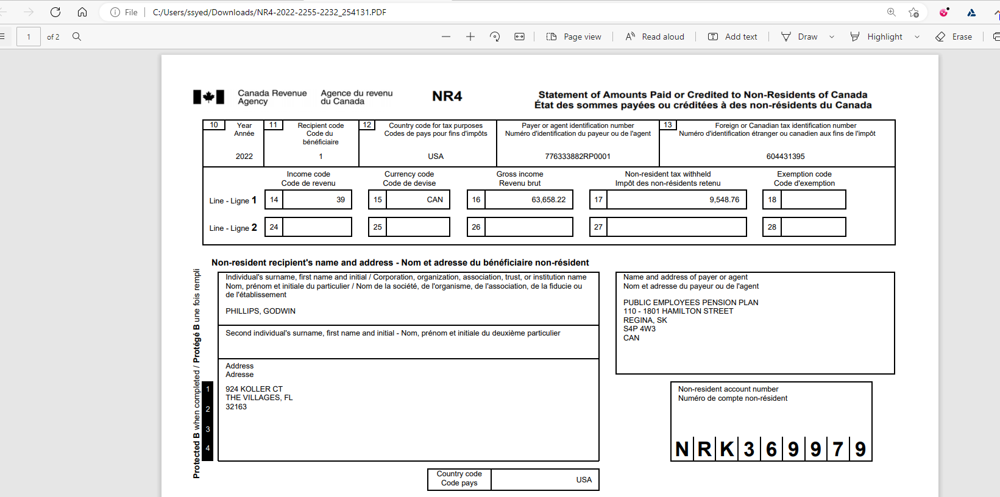 File C:/Users/ssyed/Downloads/NR4-2022-2255-2232_254131.PDF
1 of 2 Page view Read aloud Add text Draw Highlight Erase
Canada Revenue Agency
Agence du revenu du Canada
NR4
Statement of Amounts Paid or Credited to Non-Residents of Canada
État des sommes payées ou créditées à des non-résidents du Canada
10 Year
Année
2022
11 Recipient code
Code du
bénéficiaire
1
12 Country code for tax purposes
Codes de pays pour fins d'impôts
USA
Payer or agent identification number
Numéro d'identification du payeur ou de l'agent
776333882RP0001
13 Foreign or Canadian tax identification number
Numéro d'identification étranger ou canadien aux fins de l'impôt
604431395
Income code
Code de revenu
Currency code
Code de devise
Gross income
Revenu brut
Non-resident tax withheld
Impôt des non-résidents retenu
Exemption code
Code d'exemption
Line - Ligne 1 14 39 15 CAN 16 63,658.22 17 9,548.76 18
Line - Ligne 2 24 25 26 27 28
Non-resident recipient's name and address - Nom et adresse du bénéficiaire non-résident
Individual's surname, first name and initial / Corporation, organization, association, trust, or institution name
Nom, prénom et initiale du particulier / Nom de la société, de l'organisme, de l'association, de la fiducie ou
de l'établissement
PHILLIPS, GODWIN
Second individual's surname, first name and initial - Nom, prénom et initiale du deuxième particulier
Address
Adresse
924 KOLLER CT
THE VILLAGES, FL
32163
Country code
Code pays
USA
Name and address of payer or agent
Nom et adresse du payeur ou de l'agent
PUBLIC EMPLOYEES PENSION PLAN
110 - 1801 HAMILTON STREET
REGINA, SK
S4P 4W3
CAN
Non-resident account number
Numéro de compte non-résident
NRK369979
Protected B when completed / Protégé B une fois rempli
1
2
3
4